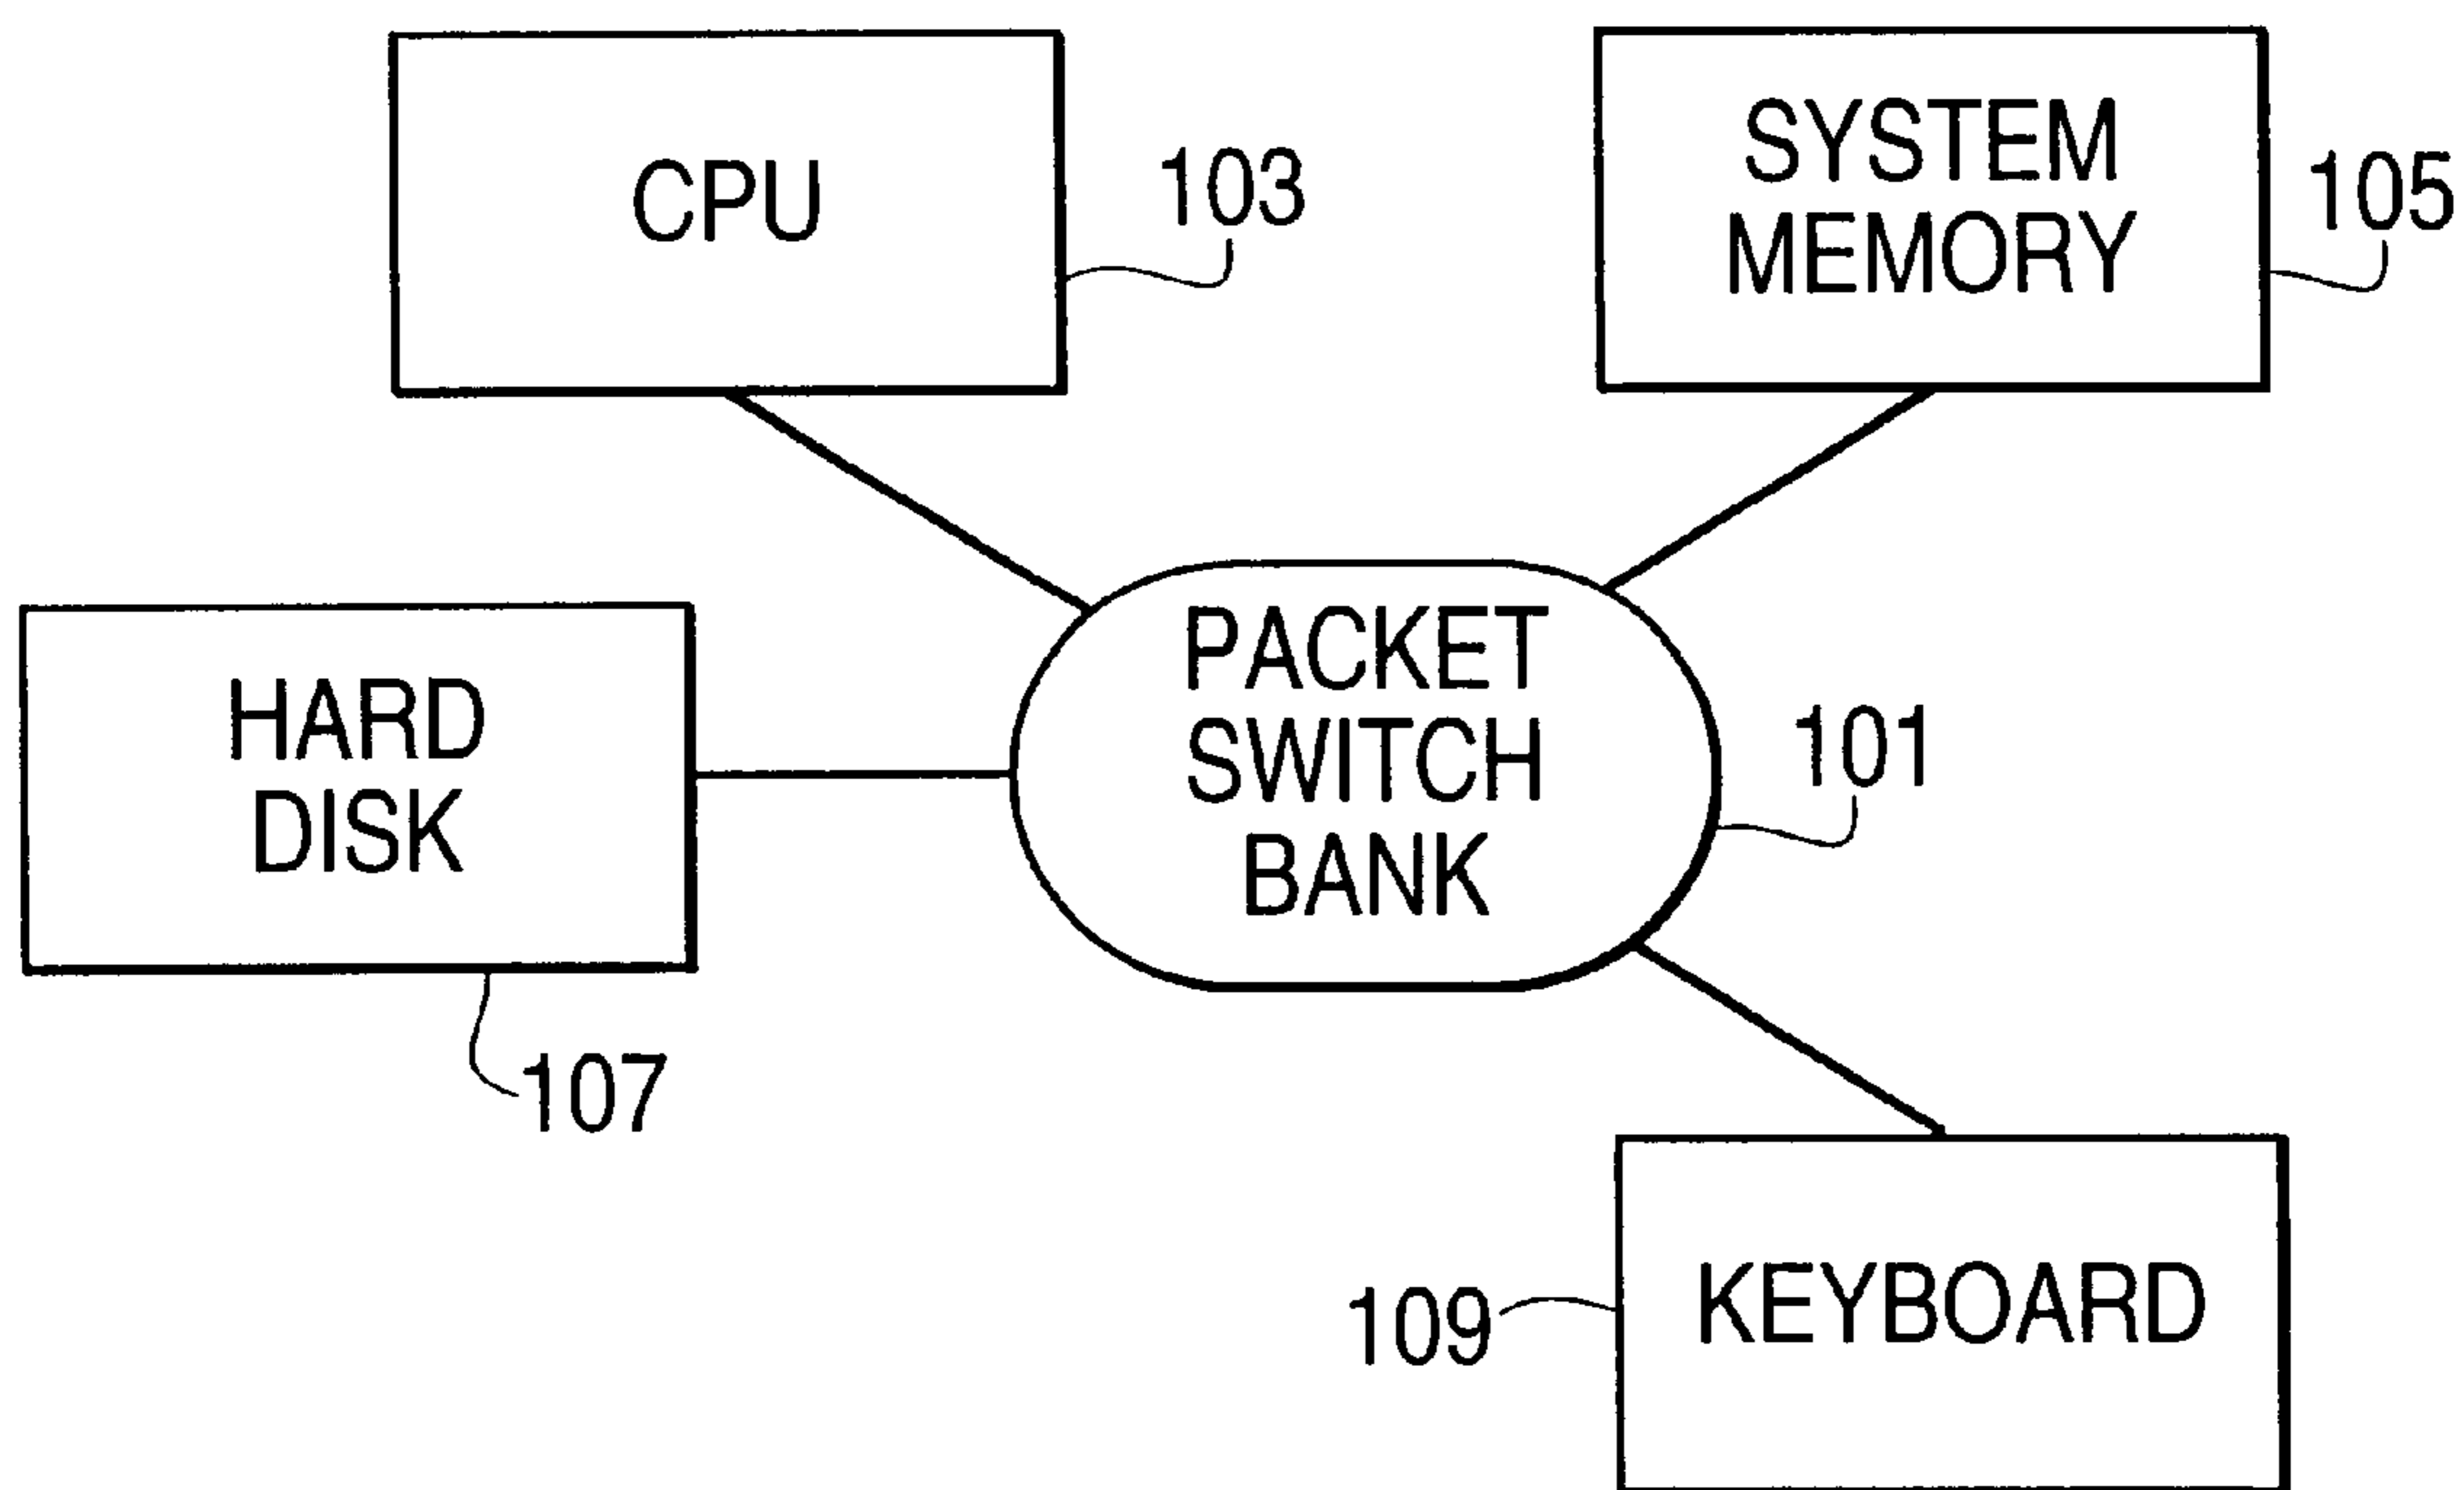 CPU
103
SYSTEM
MEMORY
105
HARD
DISK
107
PACKET
SWITCH
BANK
101
109
KEYBOARD